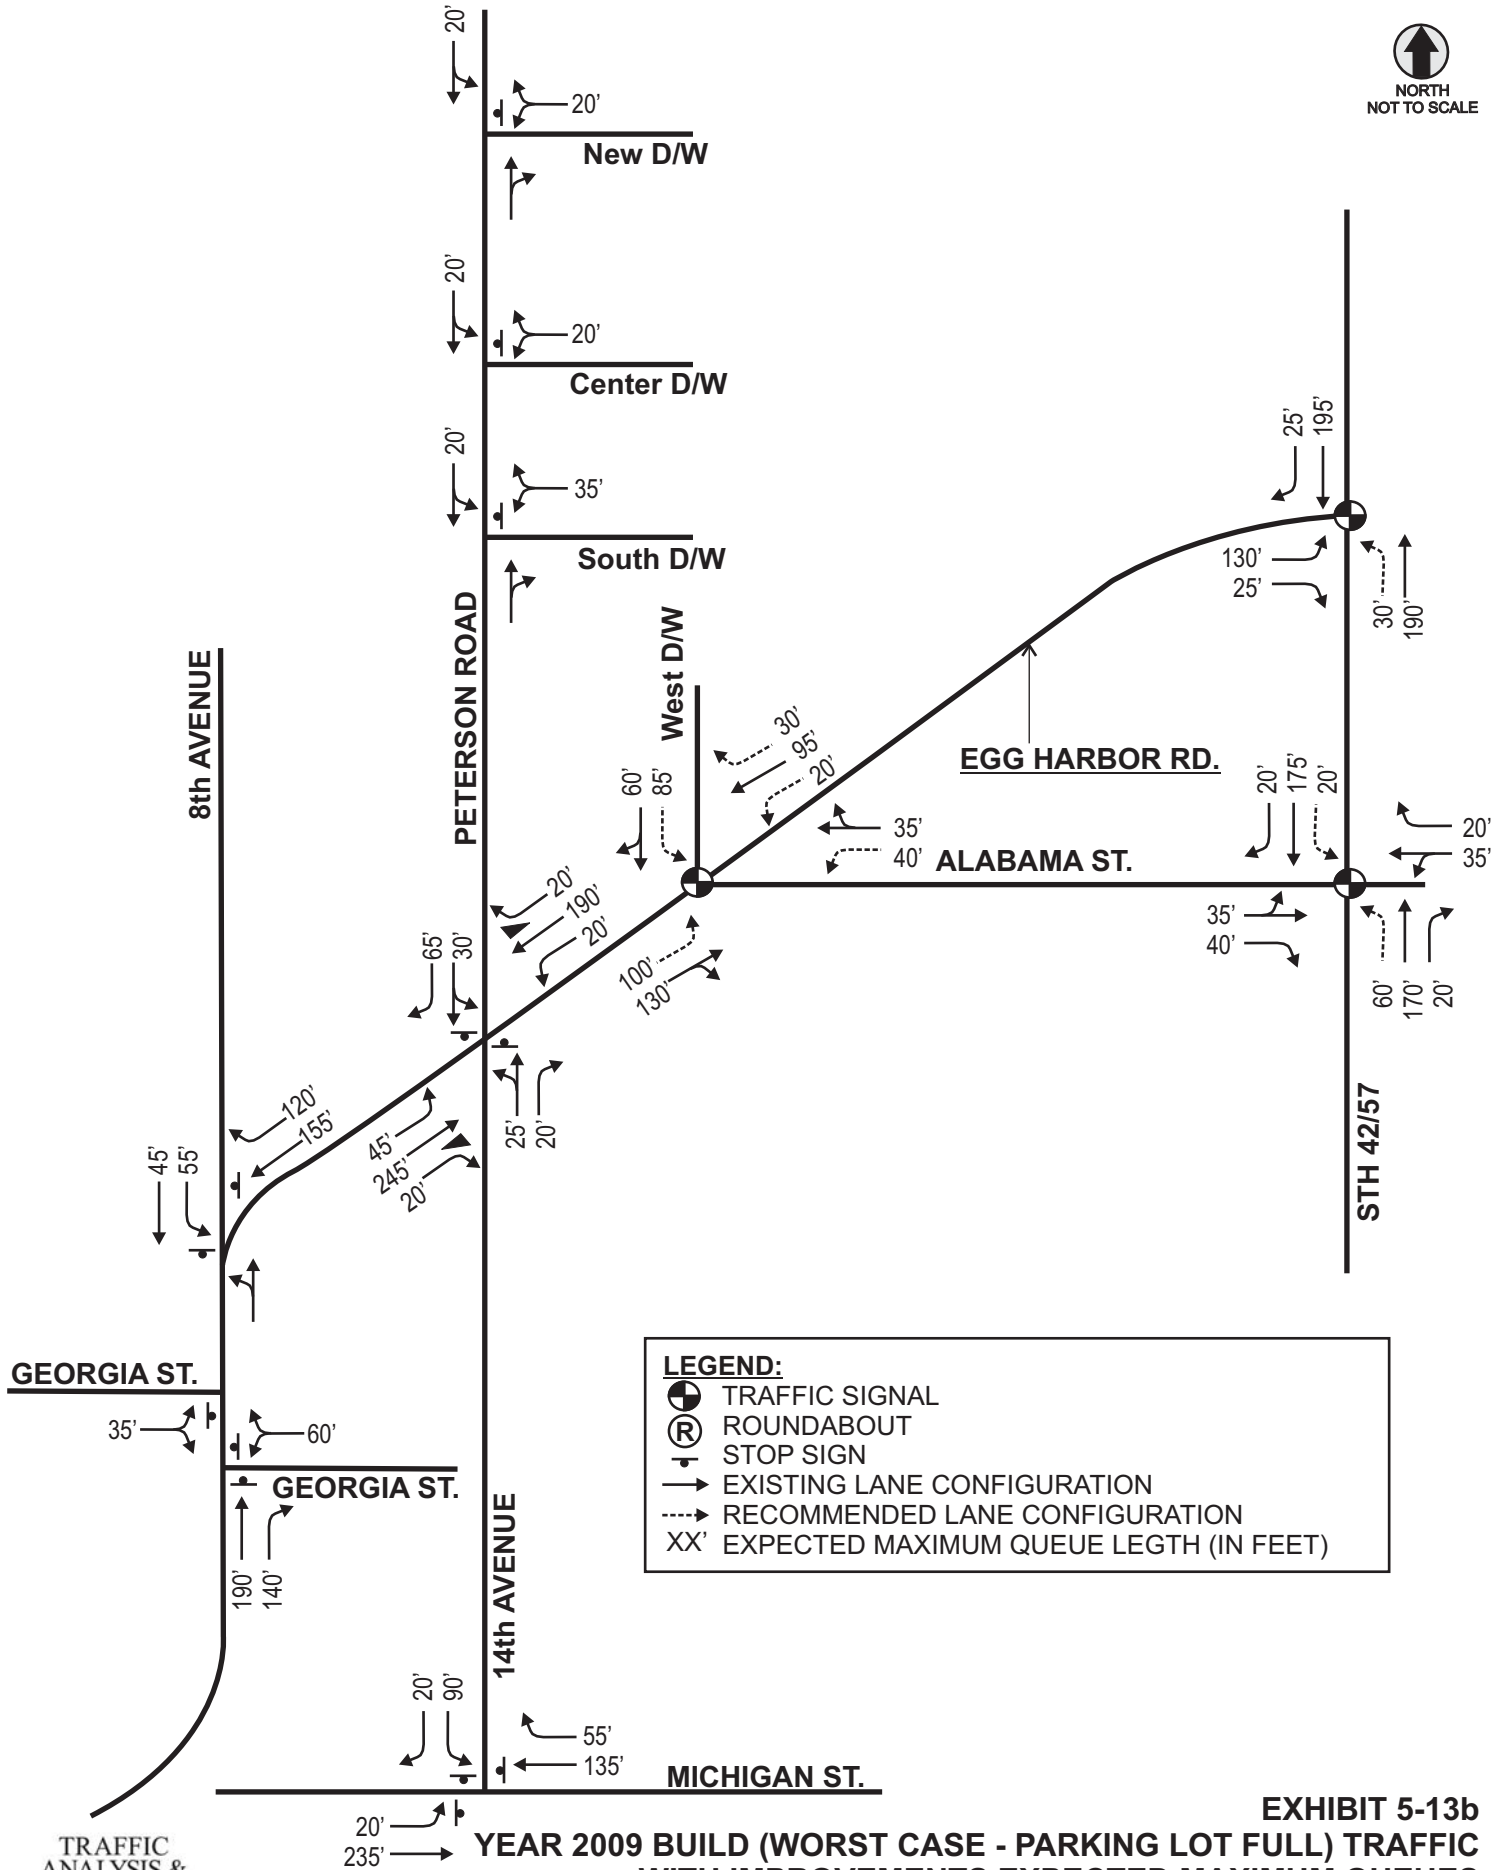 20'
NORTH
NOT TO SCALE
20'
New D/W
20'
20'
Center D/W
20'
35'
South D/W
25'
195'
130'
25'
30'
190'
8th AVENUE
PETERSON ROAD
West D/W
30'
95'
20'
EGG HARBOR RD.
60'
85'
35'
40'
ALABAMA ST.
20'
175'
20'
20'
35'
35'
40'
60'
170'
20'
20'
190'
20'
65'
30'
100'
130'
25'
20'
120'
155'
45'
245'
20'
45'
55'
STH 42/57
GEORGIA ST.
35'
60'
GEORGIA ST.
190'
140'
14th AVENUE
LEGEND:
TRAFFIC SIGNAL
R ROUNDABOUT
STOP SIGN
EXISTING LANE CONFIGURATION
RECOMMENDED LANE CONFIGURATION
XX' EXPECTED MAXIMUM QUEUE LEGTH (IN FEET)
20'
90'
55'
135'
MICHIGAN ST.
20'
235'
EXHIBIT 5-13b
YEAR 2009 BUILD (WORST CASE - PARKING LOT FULL) TRAFFIC
WITH IMPROVEMENTS EXPECTED MAXIMUM QUEUES
TRAFFIC
ANALYSIS &